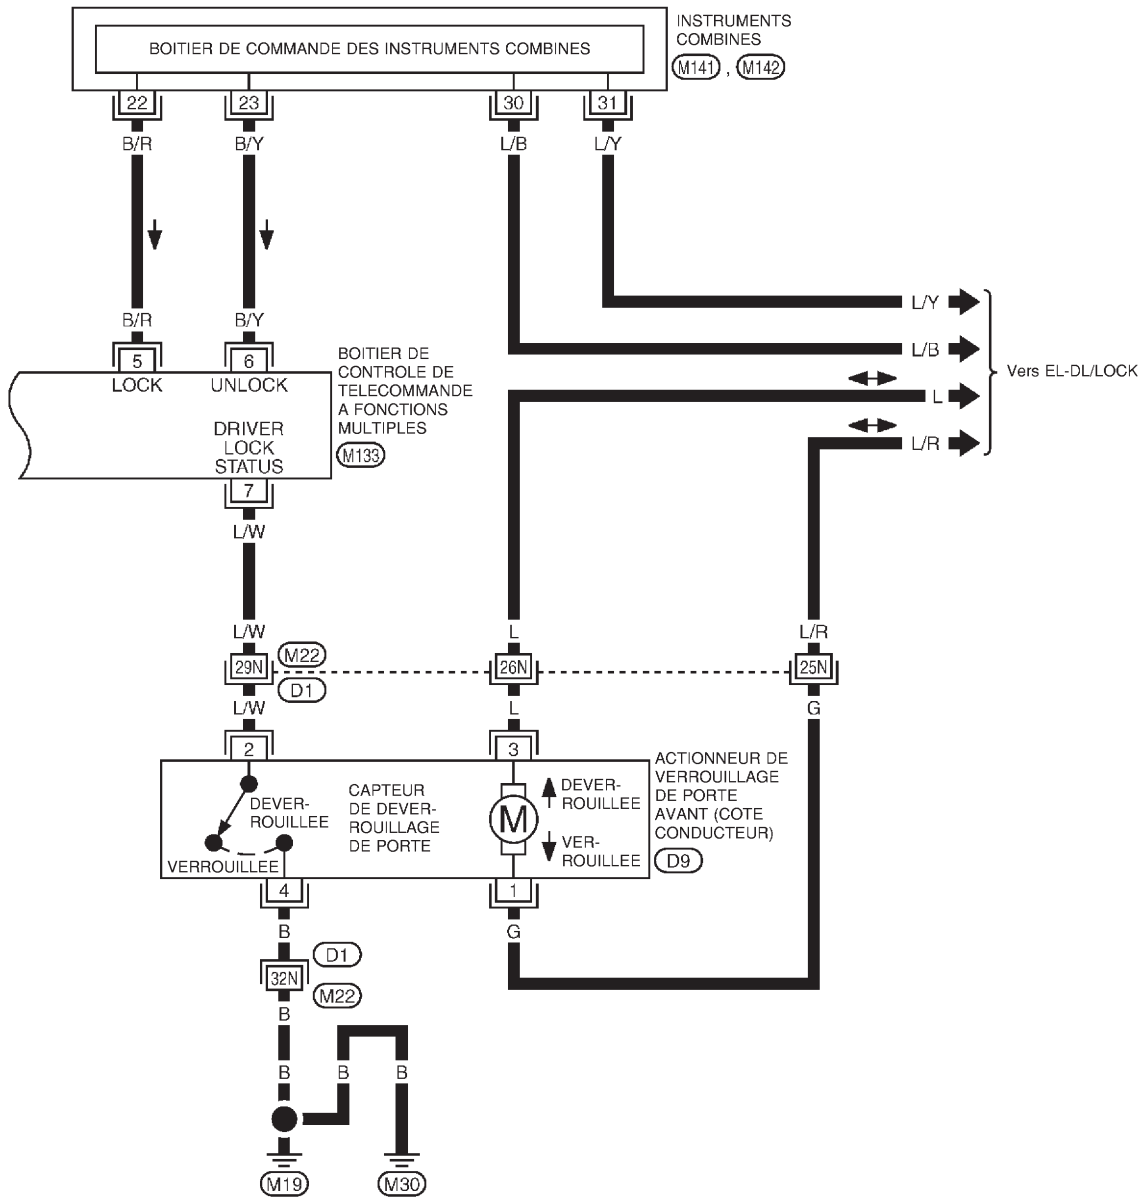 INSTRUMENTS
COMBINES
BOITIER DE COMMANDE DES INSTRUMENTS COMBINES
M141 , M142
22 23 30 31
B/R B/Y L/B L/Y
B/R B/Y
L/Y
L/B
L
L/R
Vers EL-DL/LOCK
5 6
LOCK UNLOCK
DRIVER
LOCK
STATUS
7
BOITIER DE
CONTROLE DE
TELECOMMANDE
A FONCTIONS
MULTIPLES
M133
L/W
L/W L L/R
29N M22 26N 25N
D1
L/W L G
2 3
DEVER-
ROUILLEE
VERROUILLEE
CAPTEUR
DE DEVER-
ROUILLAGE
DE PORTE
M
DEVER-
ROUILLEE
VER-
ROUILLEE
ACTIONNEUR DE
VERROUILLAGE
DE PORTE
AVANT (COTE
CONDUCTEUR)
D9
4 1
B G
D1
32N
M22
B
B B B
M19 M30